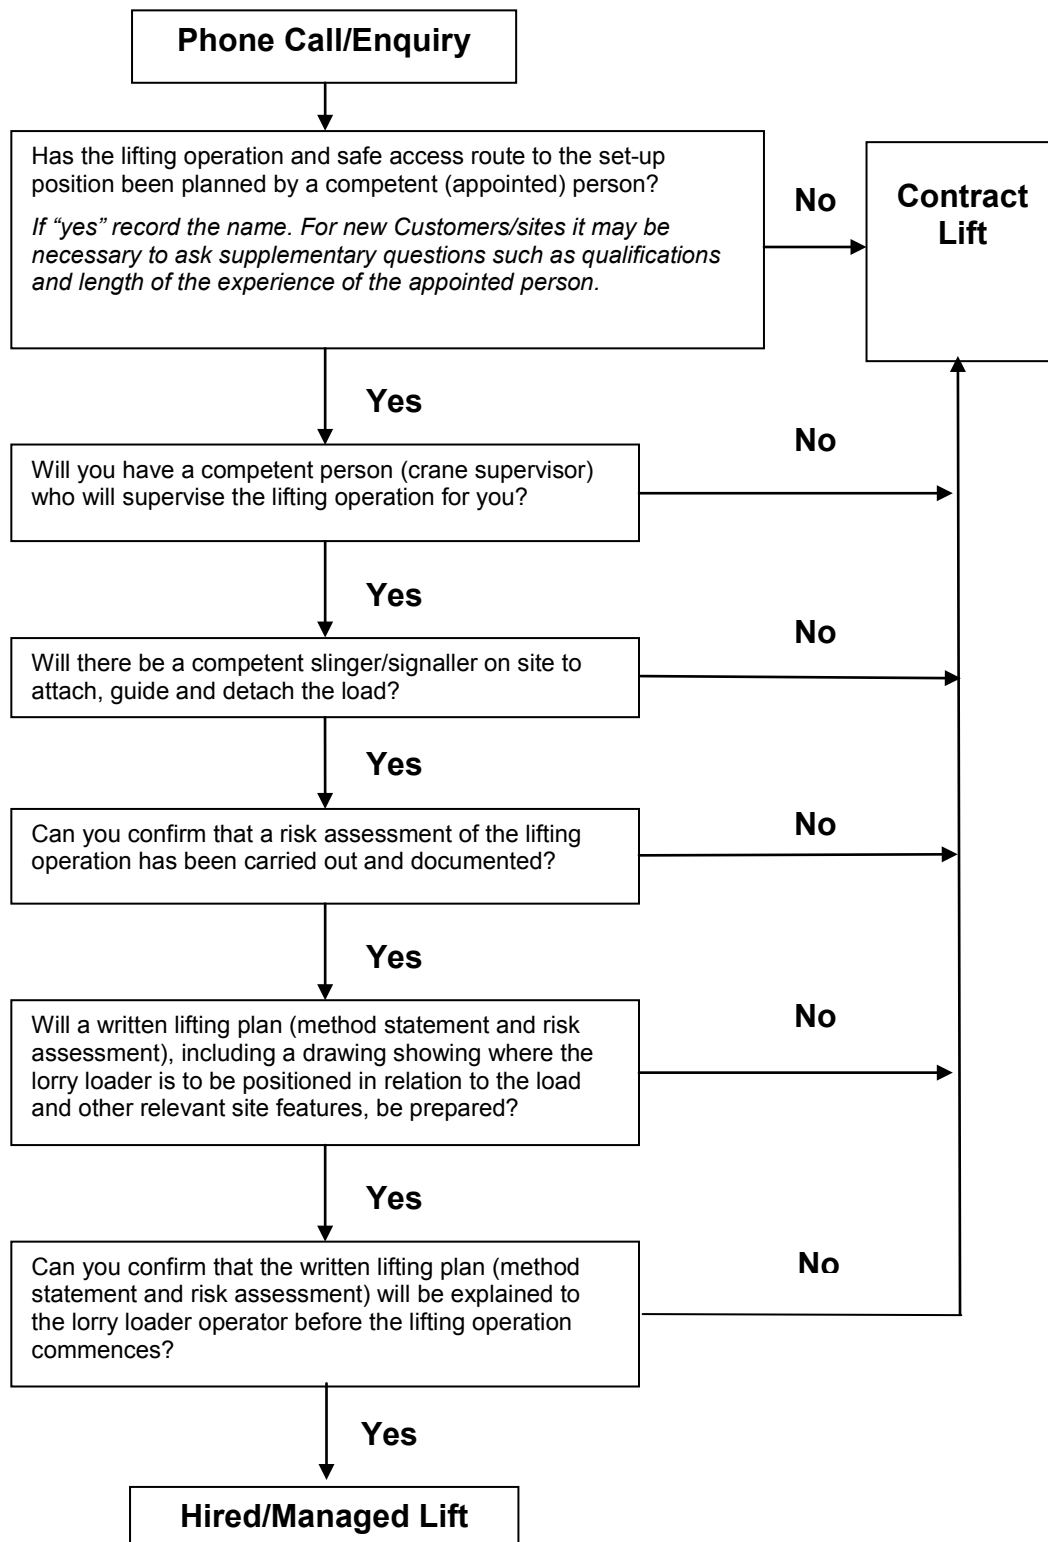 Phone Call/Enquiry
Has the lifting operation and safe access route to the set-up
position been planned by a competent (appointed) person?
If “yes” record the name. For new Customers/sites it may be
necessary to ask supplementary questions such as qualifications
and length of the experience of the appointed person.
No
Contract
Lift
Yes
Will you have a competent person (crane supervisor)
who will supervise the lifting operation for you?
No
Yes
Will there be a competent slinger/signaller on site to
attach, guide and detach the load?
No
Yes
Can you confirm that a risk assessment of the lifting
operation has been carried out and documented?
No
Yes
Will a written lifting plan (method statement and risk
assessment), including a drawing showing where the
lorry loader is to be positioned in relation to the load
and other relevant site features, be prepared?
No
Yes
Can you confirm that the written lifting plan (method
statement and risk assessment) will be explained to
the lorry loader operator before the lifting operation
commences?
No
Yes
Hired/Managed Lift